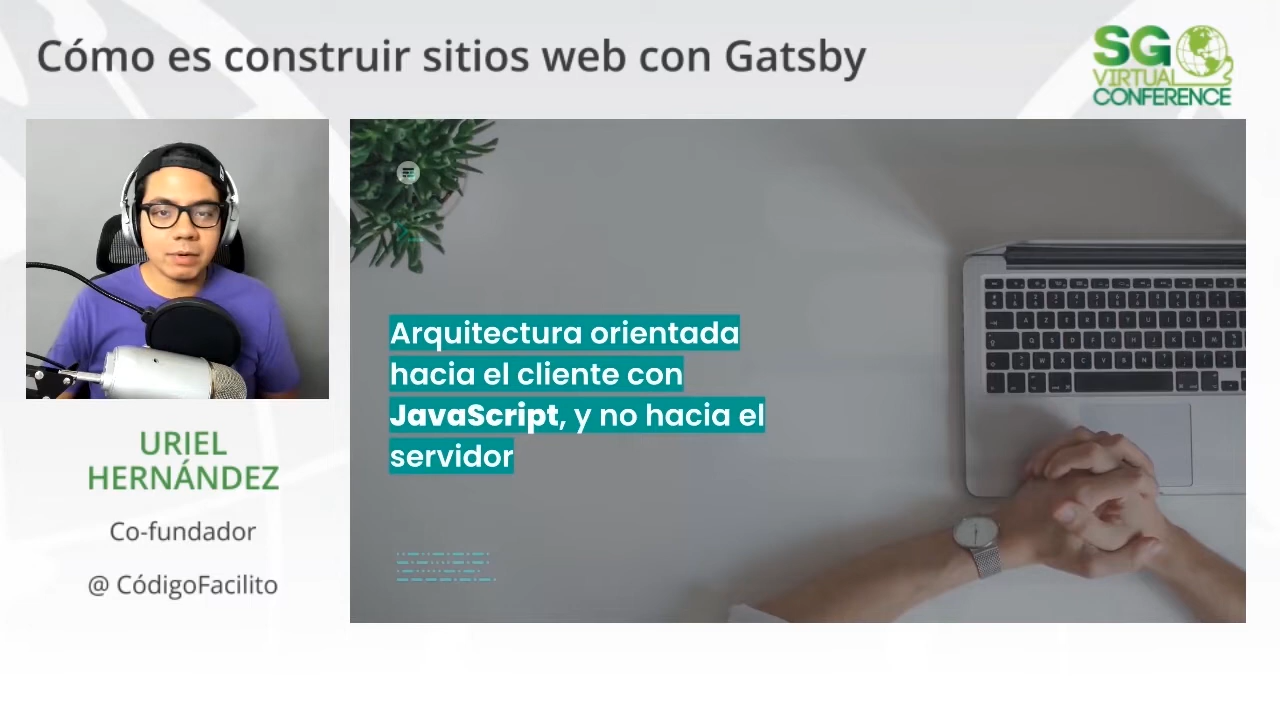 Cómo es construir sitios web con Gatsby
SG
VIRTUAL
CONFERENCE
Arquitectura orientada
hacia el cliente con
JavaScript, y no hacia el
servidor
URIEL
HERNÁNDEZ
Co-fundador
@ CódigoFacilito